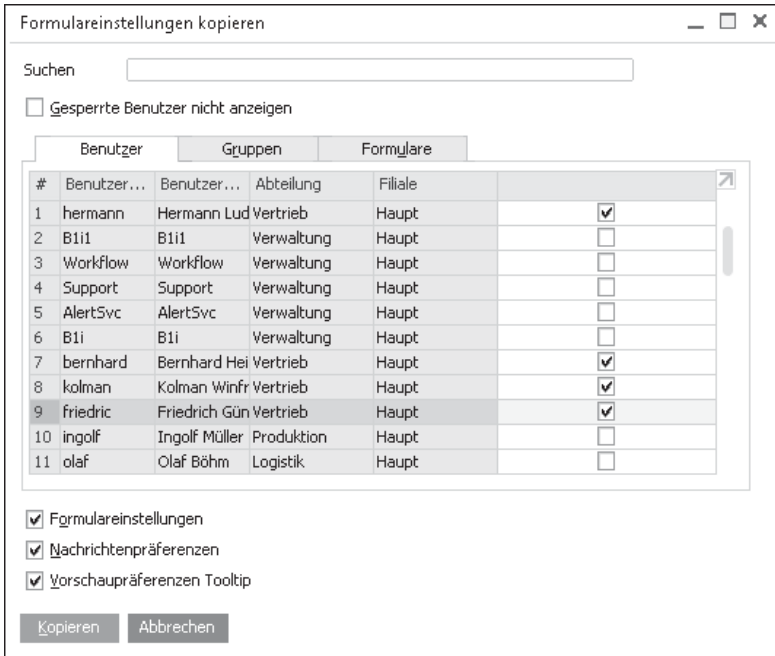 Formulareinstellungen kopieren
Suchen
Gesperrte Benutzer nicht anzeigen
Benutzer Gruppen Formulare
# Benutzer... Benutzer... Abteilung Filiale
1 hermann Hermann Lud Vertrieb Haupt
2 B1i1 B1i1 Verwaltung Haupt
3 Workflow Workflow Verwaltung Haupt
4 Support Support Verwaltung Haupt
5 AlertSvc AlertSvc Verwaltung Haupt
6 B1i B1i Verwaltung Haupt
7 bernhard Bernhard Hei Vertrieb Haupt
8 kolman Kolman Winfr Vertrieb Haupt
9 friedric Friedrich Gün Vertrieb Haupt
10 ingolf Ingolf Müller Produktion Haupt
11 olaf Olaf Böhm Logistik Haupt
Formulareinstellungen
Nachrichtenpräferenzen
Vorschaupräferenzen Tooltip
Kopieren Abbrechen